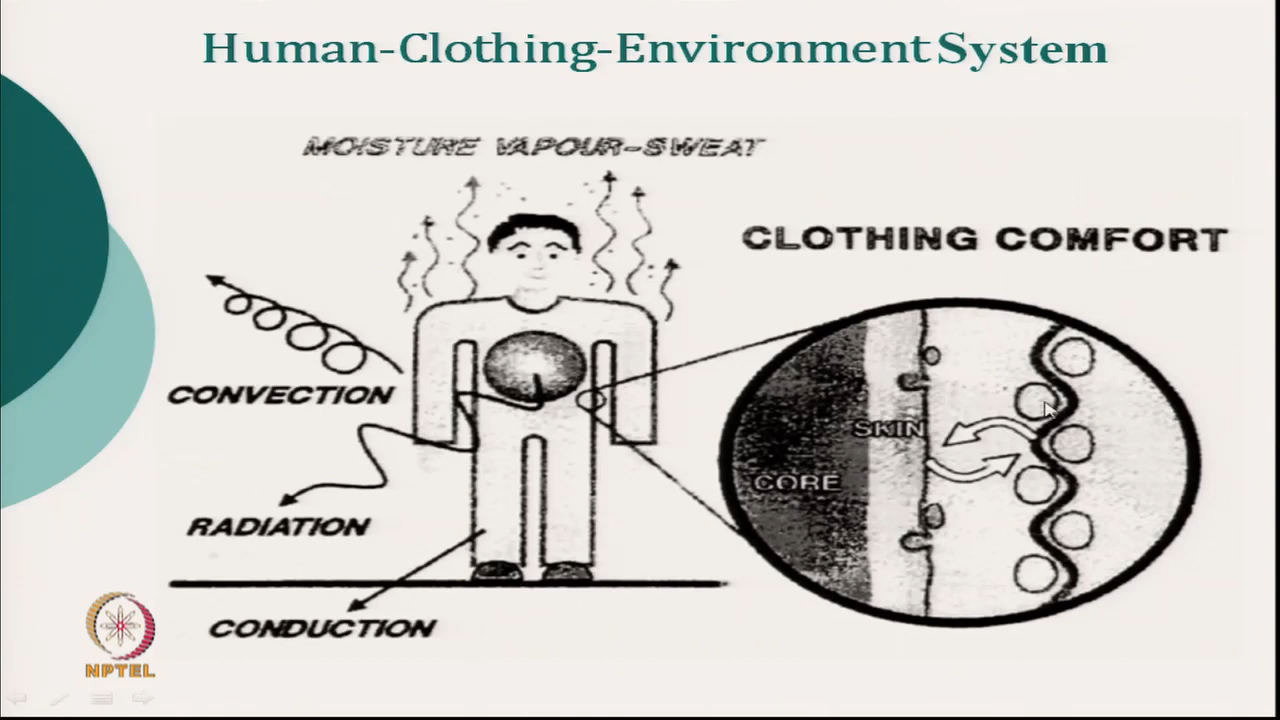 Human-Clothing-Environment System
MOISTURE VAPOUR-SWEAT
CLOTHING COMFORT
CONVECTION
SKIN
CORE
RADIATION
CONDUCTION
NPTEL